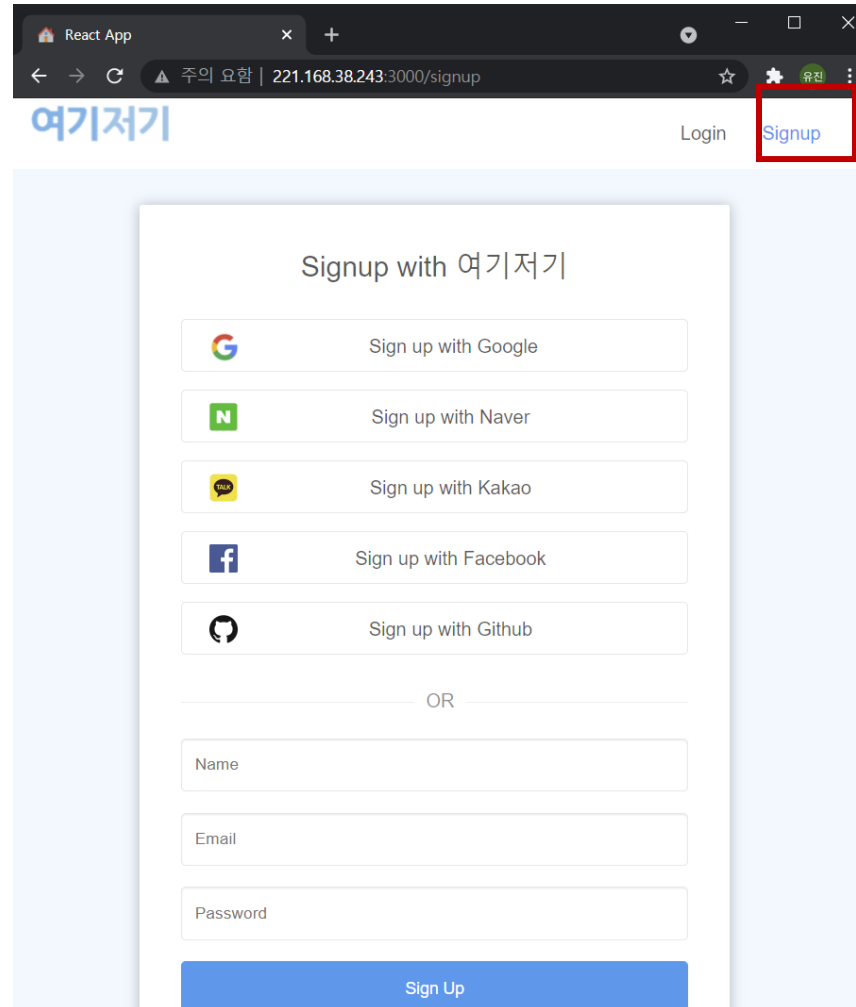 React App
주의 요함 | 221.168.38.243:3000/signup
유진
여기저기
Login Signup
Signup with 여기저기
Sign up with Google
N
Sign up with Naver
TALK
Sign up with Kakao
f
Sign up with Facebook
Sign up with Github
OR
Name
Email
Password
Sign Up